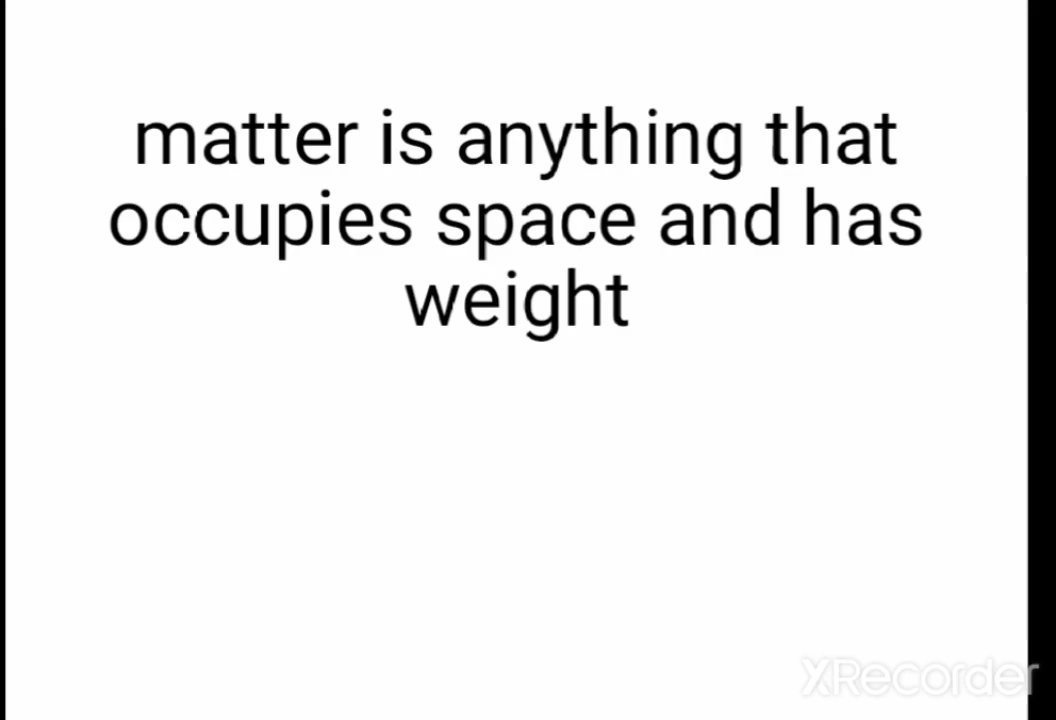 matter is anything that
occupies space and has
weight
XRecorder